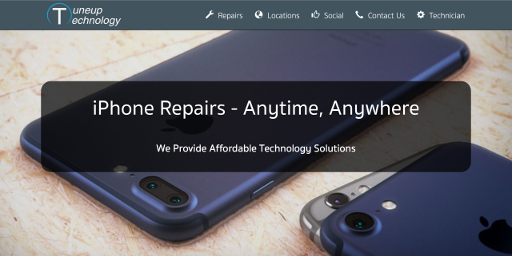 Tuneup
Technology
Repairs
Locations
Social
Contact Us
Technician
iPhone Repairs - Anytime, Anywhere
We Provide Affordable Technology Solutions